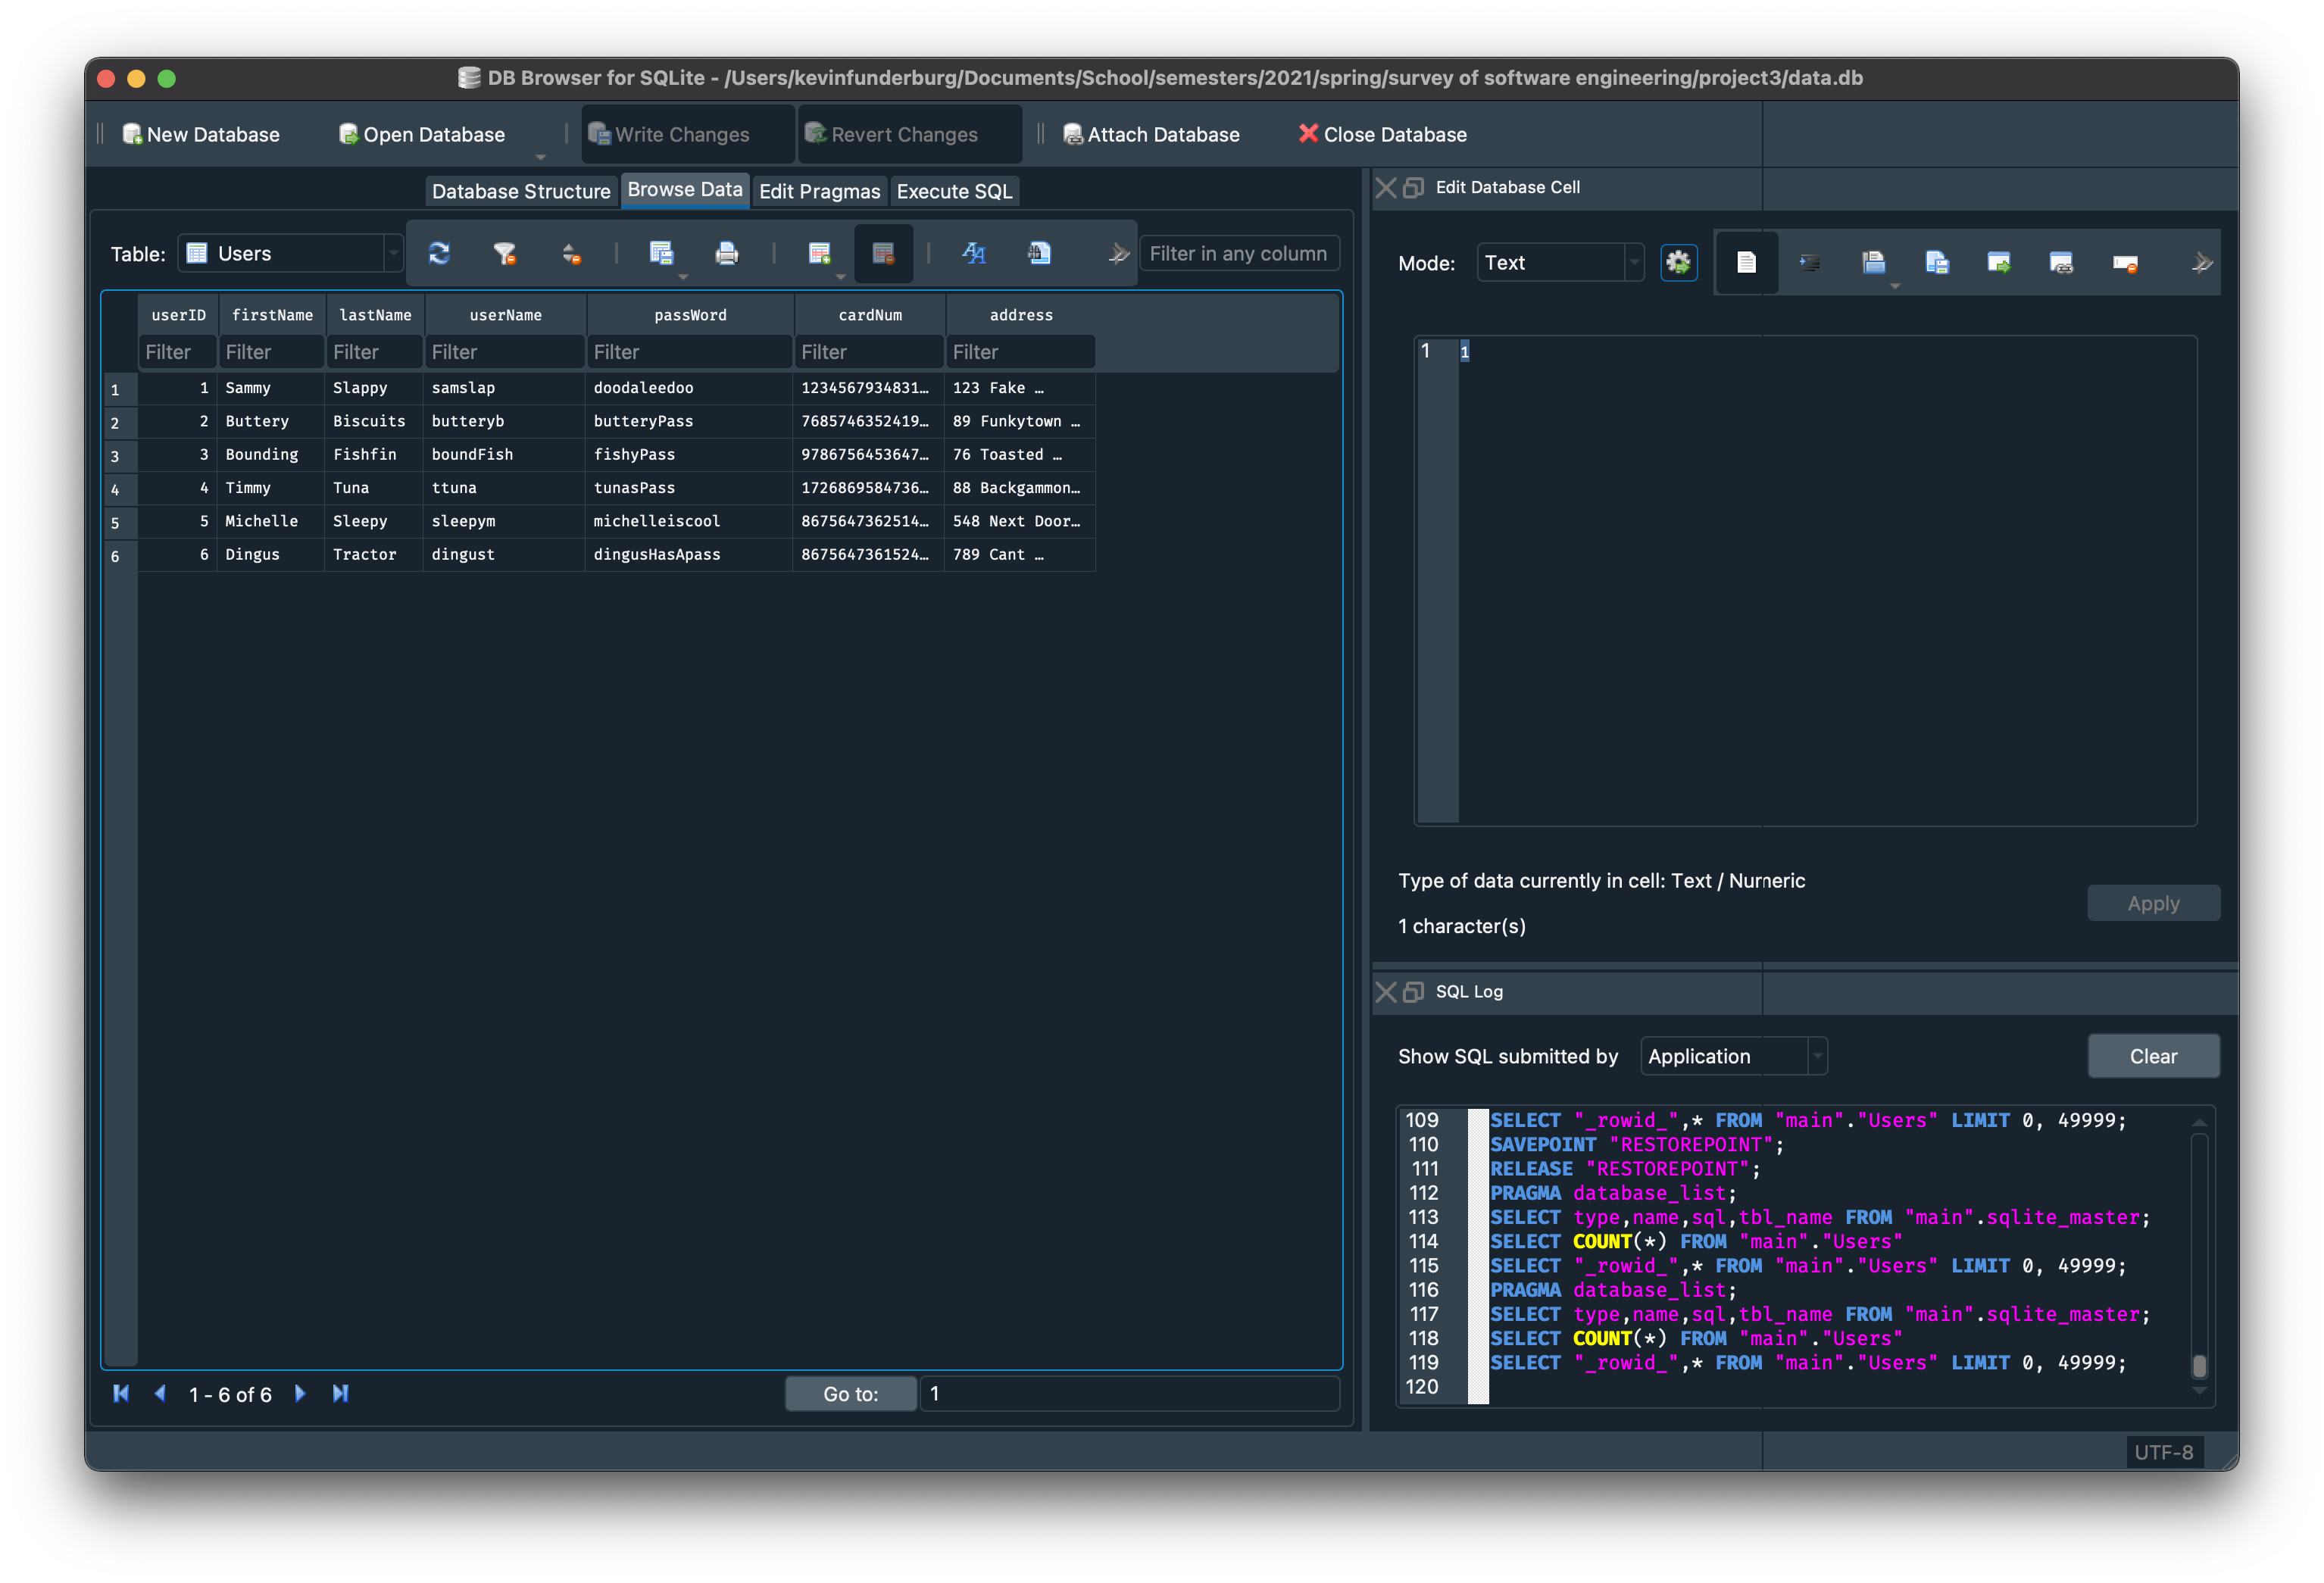 DB Browser for SQLite - /Users/kevinfunderburg/Documents/School/semesters/2021/spring/survey of software engineering/project3/data.db
New Database Open Database Write Changes Revert Changes Attach Database Close Database
Database Structure Browse Data Edit Pragmas Execute SQL
Table: Users Filter in any column
userID firstName lastName userName passWord cardNum address
Filter Filter Filter Filter Filter Filter Filter
1 1 Sammy Slappy samslap doodaleedoo 1234567934831… 123 Fake …
2 2 Buttery Biscuits butteryb butteryPass 7685746352419… 89 Funkytown …
3 3 Bounding Fishfin boundFish fishyPass 9786756453647… 76 Toasted …
4 4 Timmy Tuna ttuna tunasPass 1726869584736… 88 Backgammon…
5 5 Michelle Sleepy sleepym michelleiscool 8675647362514… 548 Next Door…
6 6 Dingus Tractor dingust dingusHasApass 8675647361524… 789 Cant …
1 - 6 of 6 Go to: 1
Edit Database Cell
Mode: Text
1 1
Type of data currently in cell: Text / Numeric
1 character(s)
Apply
SQL Log
Show SQL submitted by Application Clear
109 SELECT "_rowid_",* FROM "main"."Users" LIMIT 0, 49999;
110 SAVEPOINT "RESTOREPOINT";
111 RELEASE "RESTOREPOINT";
112 PRAGMA database_list;
113 SELECT type,name,sql,tbl_name FROM "main".sqlite_master;
114 SELECT COUNT(*) FROM "main"."Users"
115 SELECT "_rowid_",* FROM "main"."Users" LIMIT 0, 49999;
116 PRAGMA database_list;
117 SELECT type,name,sql,tbl_name FROM "main".sqlite_master;
118 SELECT COUNT(*) FROM "main"."Users"
119 SELECT "_rowid_",* FROM "main"."Users" LIMIT 0, 49999;
120
UTF-8